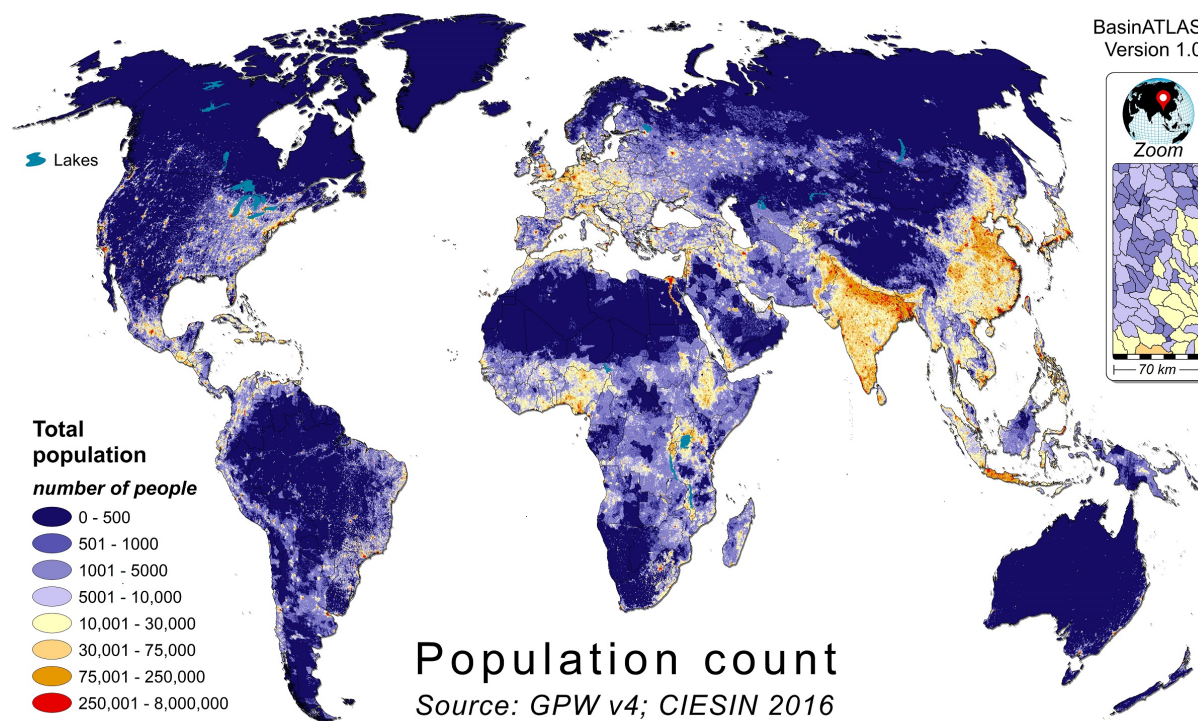 BasinATLAS
Version 1.0
Zoom
70 km
Lakes
Total
population
number of people
0 - 500
501 - 1000
1001 - 5000
5001 - 10,000
10,001 - 30,000
30,001 - 75,000
75,001 - 250,000
250,001 - 8,000,000
Population count
Source: GPW v4; CIESIN 2016